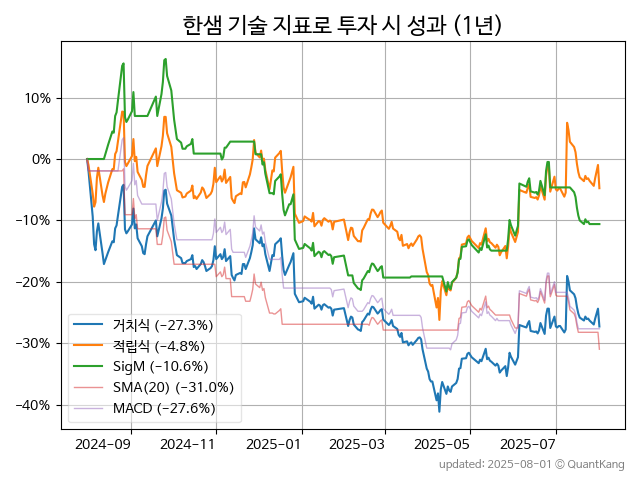 한샘 기술 지표로 투자 시 성과 (1년)
10%
0%
−10%
−20%
−30%
−40%
거치식 (−27.3%)
적립식 (−4.8%)
SigM (−10.6%)
SMA(20) (−31.0%)
MACD (−27.6%)
2024−09 2024−11 2025−01 2025−03 2025−05 2025−07
updated: 2025-08-01 © QuantKang